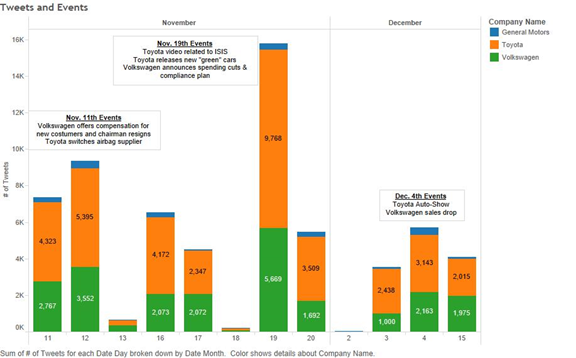 Tweets and Events
November
December
Company Name
General Motors
Toyota
Volkswagen
16K
14K
12K
10K
8K
6K
4K
2K
0K
# of Tweets
Nov. 19th Events
Toyota video related to ISIS
Toyota releases new "green" cars
Volkswagen announces spending cuts &
compliance plan
Nov. 11th Events
Volkswagen offers compensation for
new costumers and chairman resigns
Toyota switches airbag supplier
Dec. 4th Events
Toyota Auto-Show
Volkswagen sales drop
4,323
2,767
5,395
3,552
4,172
2,073
2,347
2,072
9,768
5,669
3,509
1,692
2,438
1,000
3,143
2,163
2,015
1,975
11 12 13 16 17 18 19 20 2 3 4 15
Sum of # of Tweets for each Date Day broken down by Date Month. Color shows details about Company Name.